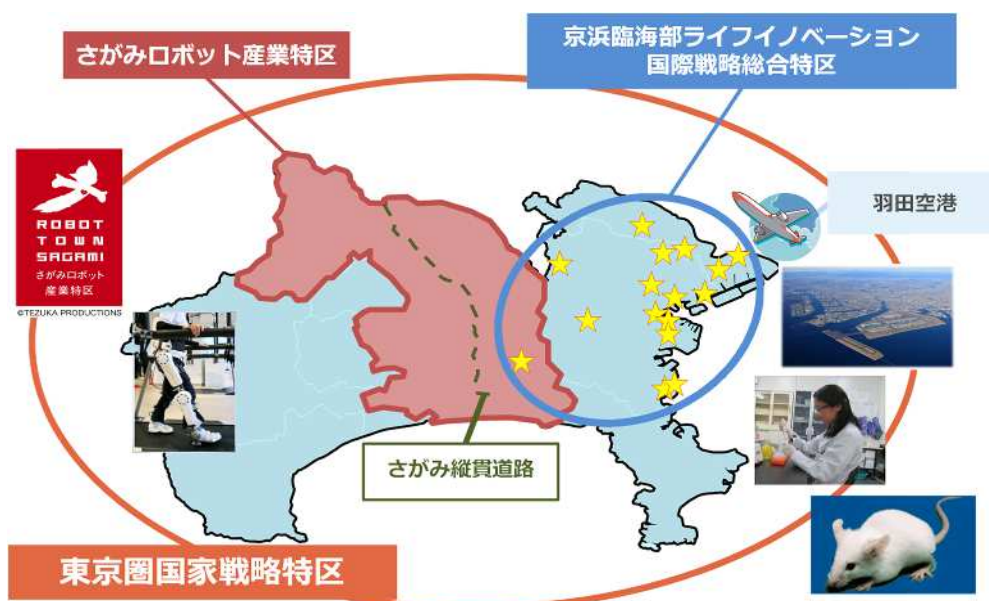 さがみロボット産業特区
京浜臨海部ライフイノベーション
国際戦略総合特区
羽田空港
ROBOT
TOWN
SAGAMI
さがみロボット
産業特区
©TEZUKA PRODUCTIONS
さがみ縦貫道路
東京圏国家戦略特区